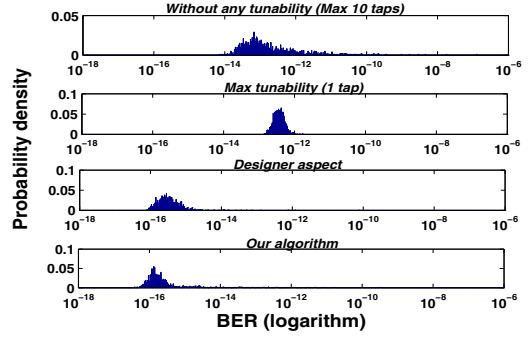 Without any tunability (Max 10 taps)
0.05
0
10−18 10−16 10−14 10−12 10−10 10−8 10−6
Max tunability (1 tap)
0.1
0.05
0
10−18 10−16 10−14 10−12 10−10 10−8 10−6
Designer aspect
0.1
0.05
0
10−18 10−16 10−14 10−12 10−10 10−8 10−6
Our algorithm
0.1
0.05
0
10−18 10−16 10−14 10−12 10−10 10−8 10−6
BER (logarithm)
Probability density